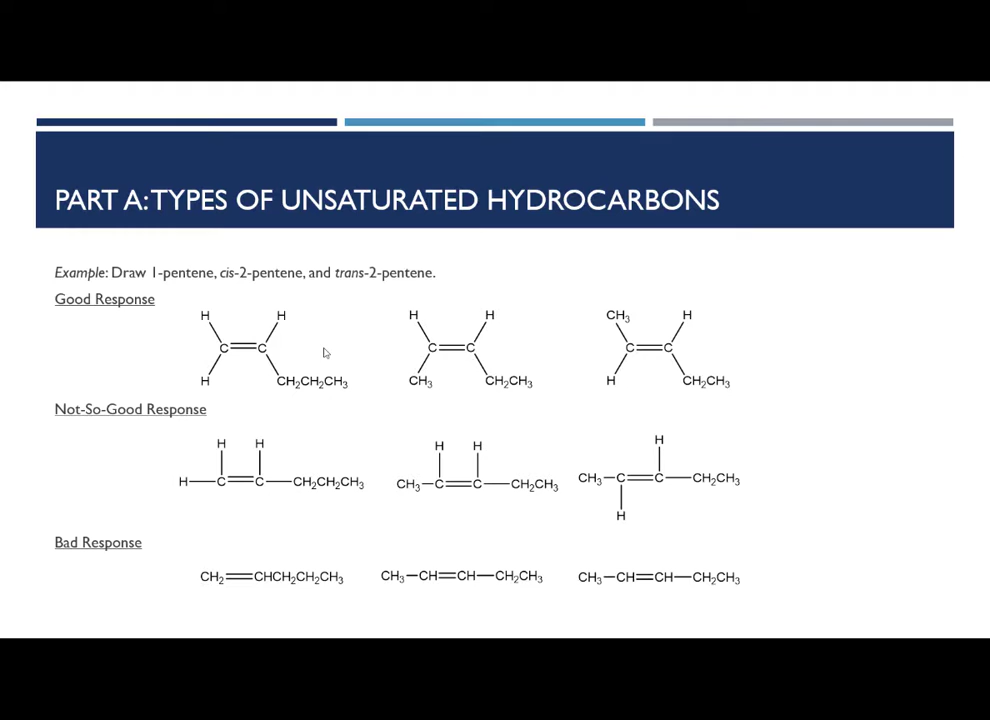 PART A: TYPES OF UNSATURATED HYDROCARBONS
Example: Draw 1-pentene, cis-2-pentene, and trans-2-pentene.
Good Response
H H H H CH₃ H
C C C C C C
H CH₂CH₂CH₃ CH₃ CH₂CH₃ H CH₂CH₃
Not-So-Good Response
H H H H H
H C C CH₂CH₂CH₃ CH₃ C C CH₂CH₃ CH₃ C C CH₂CH₃
H
Bad Response
CH₂=CHCH₂CH₂CH₃ CH₃–CH=CH–CH₂CH₃ CH₃–CH=CH–CH₂CH₃